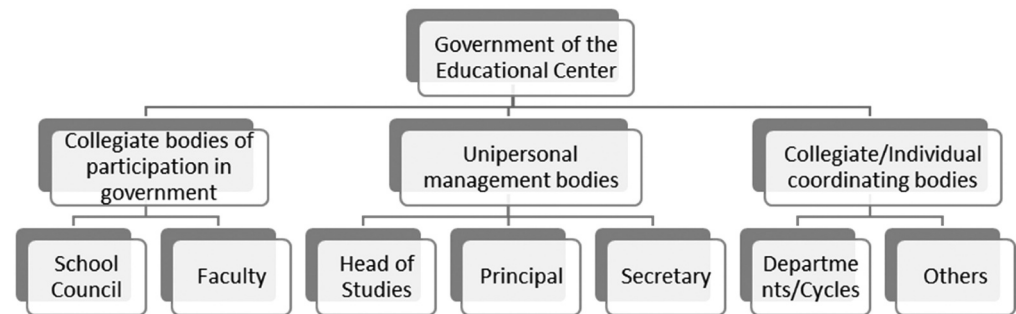 Government of the
Educational Center
Collegiate bodies of
participation in
government
Unipersonal
management bodies
Collegiate/Individual
coordinating bodies
School
Council
Faculty
Head of
Studies
Principal
Secretary
Departme
nts/Cycles
Others